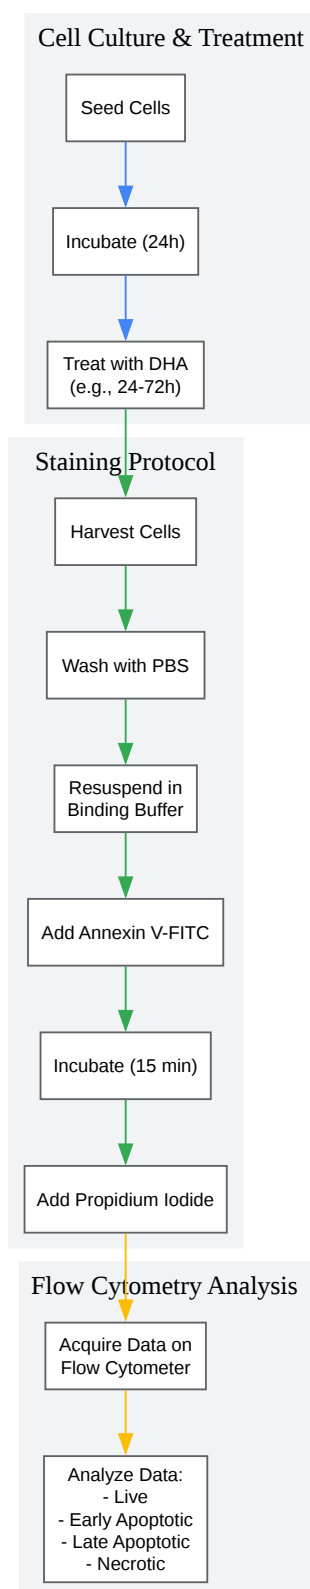 Cell Culture & Treatment
Seed Cells
Incubate (24h)
Treat with DHA
(e.g., 24-72h)
Staining Protocol
Harvest Cells
Wash with PBS
Resuspend in
Binding Buffer
Add Annexin V-FITC
Incubate (15 min)
Add Propidium Iodide
Flow Cytometry Analysis
Acquire Data on
Flow Cytometer
Analyze Data:
- Live
- Early Apoptotic
- Late Apoptotic
- Necrotic